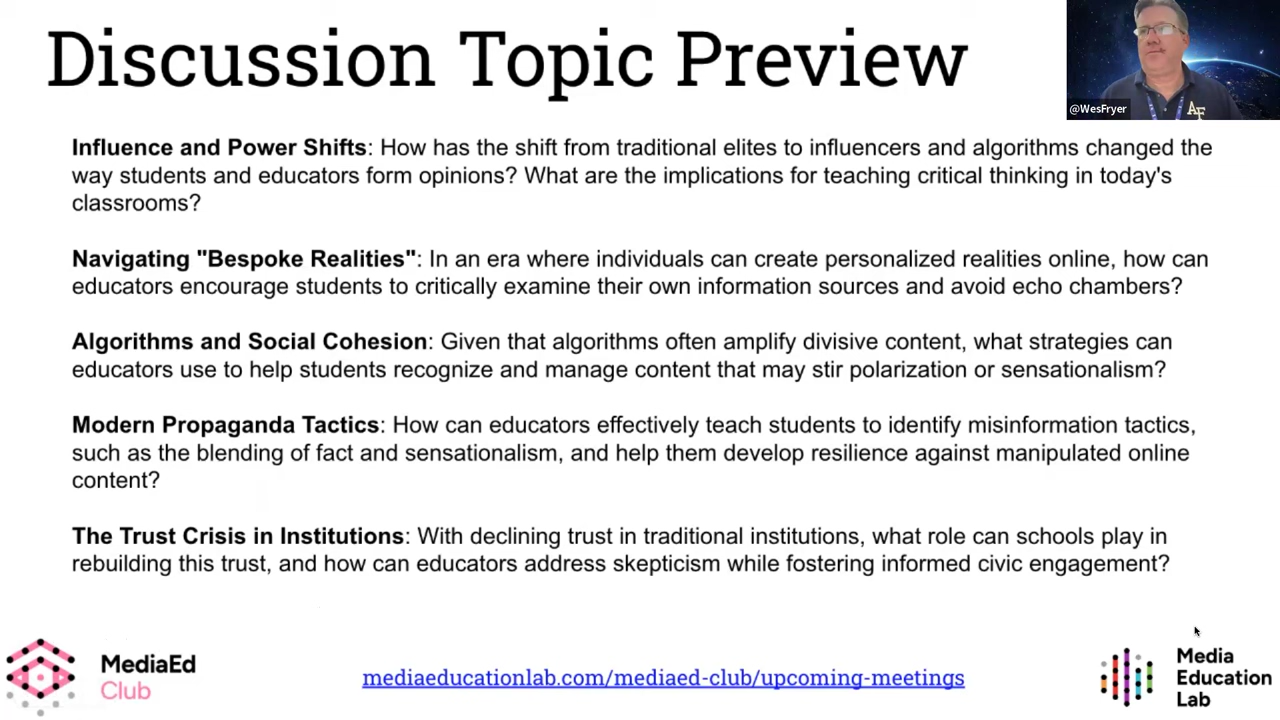 Discussion Topic Preview
@WesFryer
AF
Influence and Power Shifts: How has the shift from traditional elites to influencers and algorithms changed the
way students and educators form opinions? What are the implications for teaching critical thinking in today's
classrooms?
Navigating "Bespoke Realities": In an era where individuals can create personalized realities online, how can
educators encourage students to critically examine their own information sources and avoid echo chambers?
Algorithms and Social Cohesion: Given that algorithms often amplify divisive content, what strategies can
educators use to help students recognize and manage content that may stir polarization or sensationalism?
Modern Propaganda Tactics: How can educators effectively teach students to identify misinformation tactics,
such as the blending of fact and sensationalism, and help them develop resilience against manipulated online
content?
The Trust Crisis in Institutions: With declining trust in traditional institutions, what role can schools play in
rebuilding this trust, and how can educators address skepticism while fostering informed civic engagement?
MediaEd
Club
mediaeducationlab.com/mediaed-club/upcoming-meetings
Media
Education
Lab